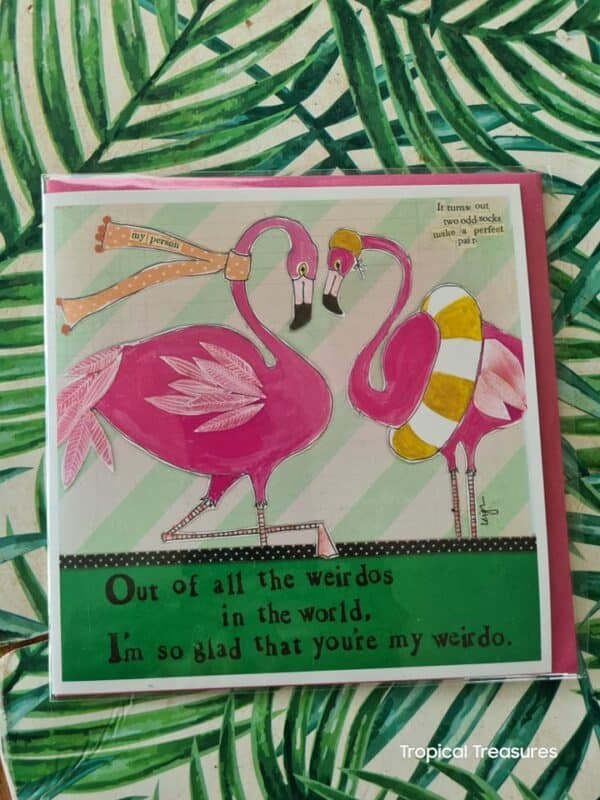 It turns out
two odd socks
make a perfect
pair.
my person
Out of all the weirdos
in the world,
I'm so glad that you're my weirdo.
Tropical Treasures